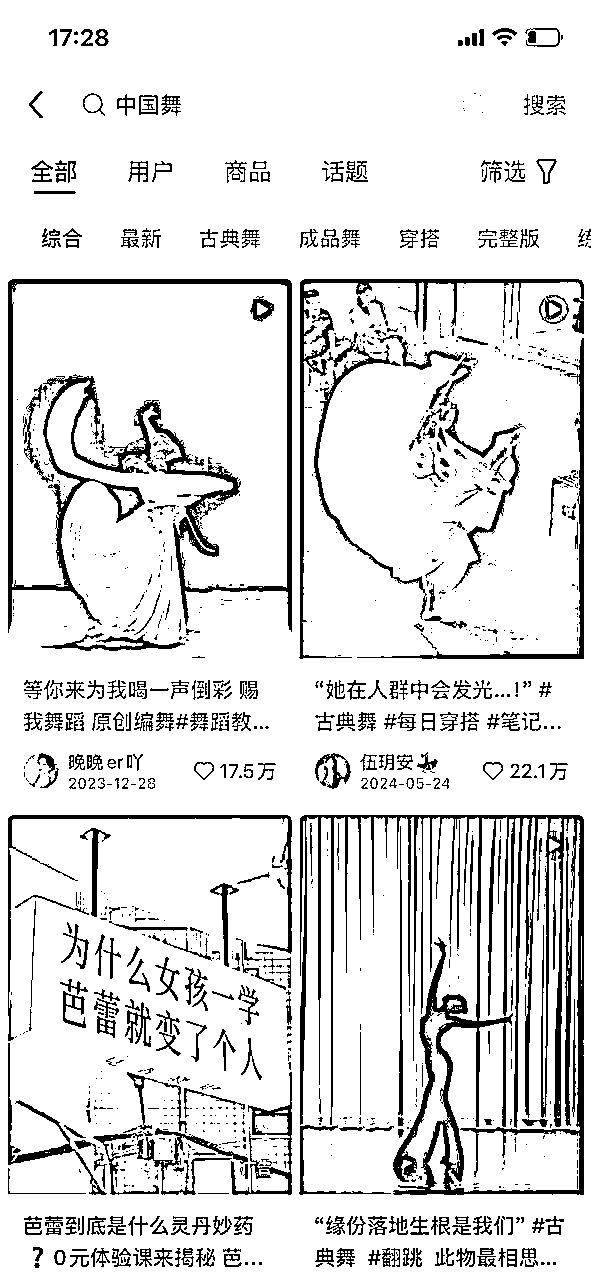 17:28
中国舞 搜索
全部 用户 商品 话题 筛选
综合 最新 古典舞 成品舞 穿搭 完整版
等你来为我喝一声倒彩 赐
我舞蹈 原创编舞#舞蹈教...
晚晚er吖
2023-12-28
17.5万
“她在人群中会发光...!” #
古典舞 #每日穿搭 #笔记...
伍玥安
2024-05-24
22.1万
为什么女孩一学
芭蕾就变了个人
芭蕾到底是什么灵丹妙药
？0元体验课来揭秘 芭...
“缘份落地生根是我们” #古
典舞 #翻跳 此物最相思...